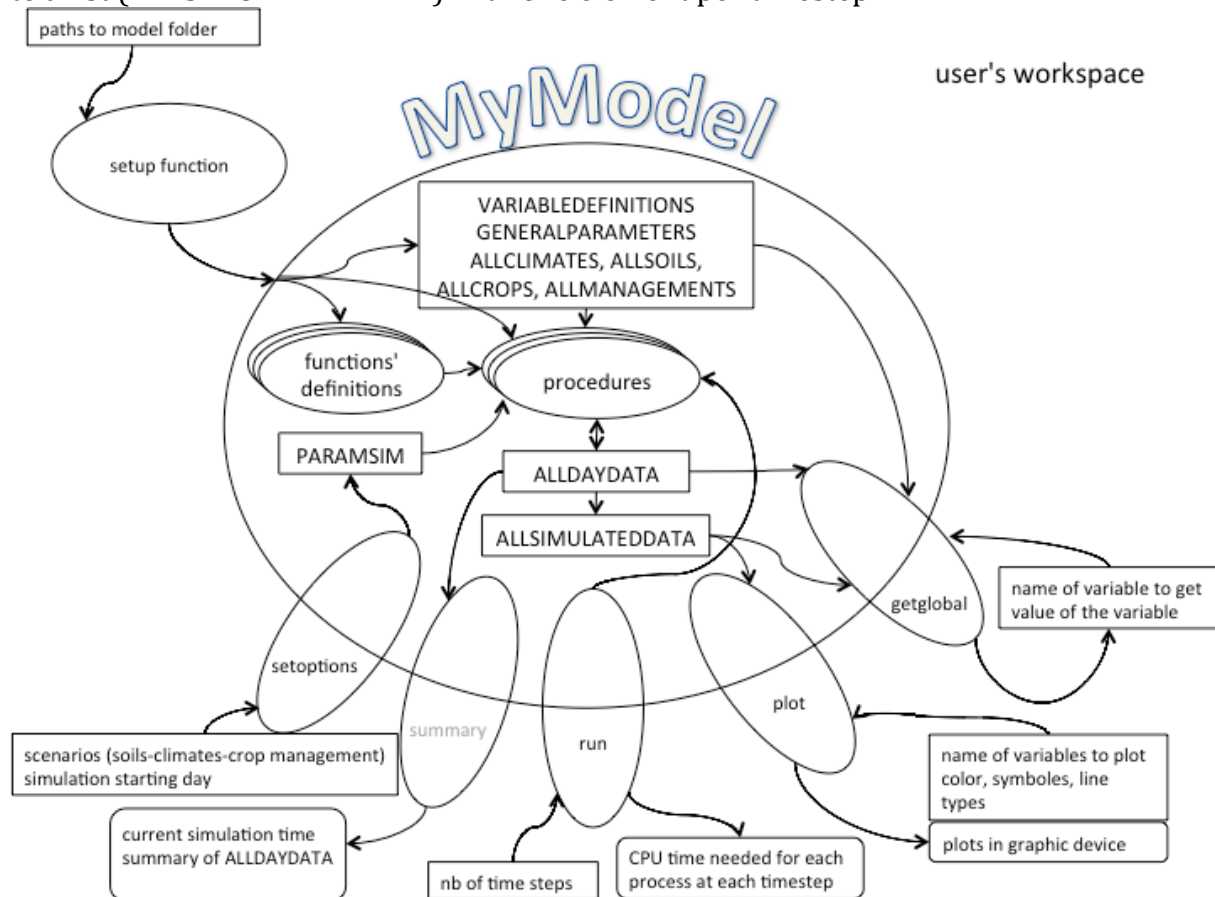 paths to model folder
user's workspace
MyModel
setup function
VARIABLEDEFINITIONS
GENERALPARAMETERS
ALLCLIMATES, ALLSOILS,
ALLCROPS, ALLMANAGEMENTS
functions'
definitions
procedures
PARAMSIM
ALLDAYDATA
ALLSIMULATEDDATA
getglobal
name of variable to get
value of the variable
setoptions
summary
run
plot
scenarios (soils-climates-crop management)
simulation starting day
name of variables to plot
color, symboles, line
types
current simulation time
summary of ALLDAYDATA
plots in graphic device
nb of time steps
CPU time needed for each
process at each timestep